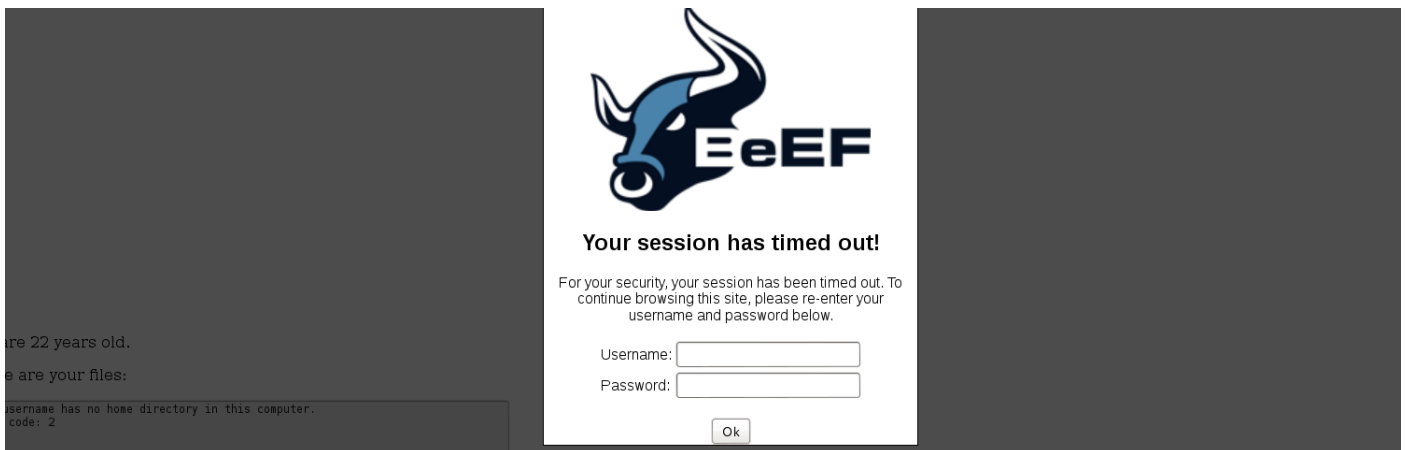 BeEF
Your session has timed out!
For your security, your session has been timed out. To
continue browsing this site, please re-enter your
username and password below.
Username:
Password:
Ok
are 22 years old.
e are your files:
username has no home directory in this computer.
code: 2